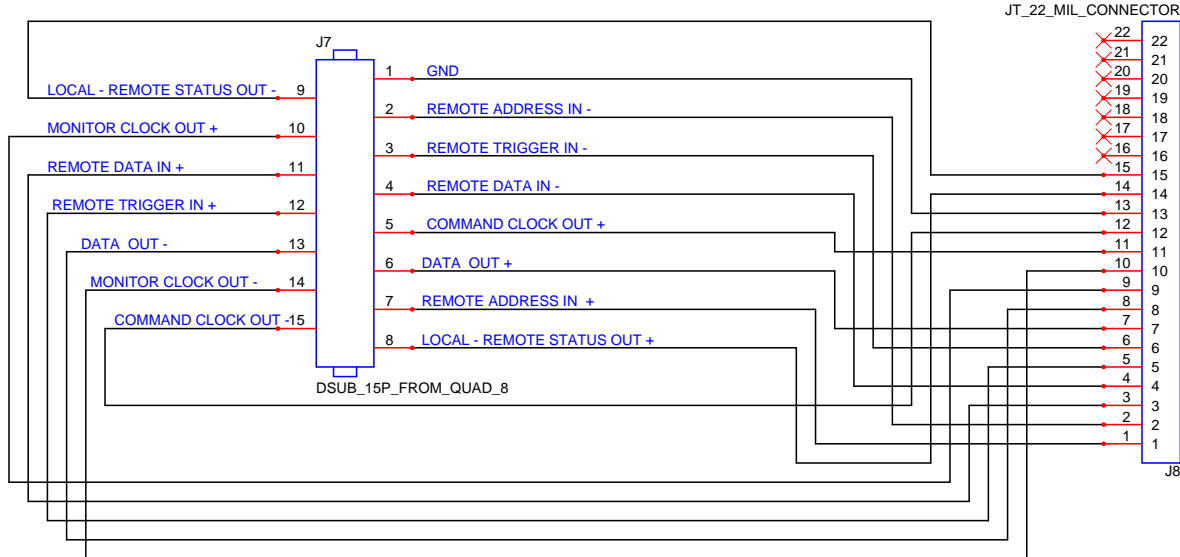 JT_22_MIL_CONNECTOR
J7
LOCAL - REMOTE STATUS OUT - 9
MONITOR CLOCK OUT + 10
REMOTE DATA IN + 11
REMOTE TRIGGER IN + 12
DATA  OUT - 13
MONITOR CLOCK OUT - 14
COMMAND CLOCK OUT -15
1 GND
2 REMOTE ADDRESS IN -
3 REMOTE TRIGGER IN -
4 REMOTE DATA IN -
5 COMMAND CLOCK OUT +
6 DATA  OUT +
7 REMOTE ADDRESS IN  +
8 LOCAL - REMOTE STATUS OUT +
DSUB_15P_FROM_QUAD_8
22 22
21 21
20 20
19 19
18 18
17 17
16 16
15 15
14 14
13 13
12 12
11 11
10 10
9 9
8 8
7 7
6 6
5 5
4 4
3 3
2 2
1 1
J8